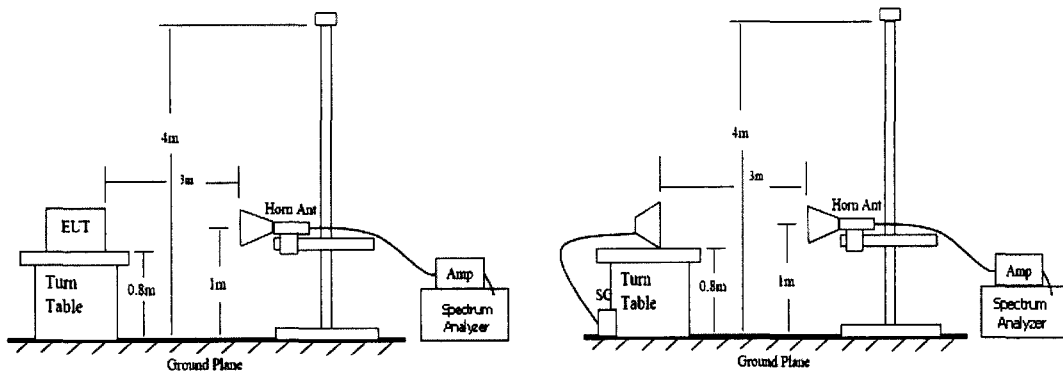 4m
3m
Horn Ant
EUT
Turn
Table
0.8m
1m
Amp
Spectrum
Analyzer
Ground Plane
4m
3m
Horn Ant
SG
Turn
Table
0.8m
1m
Amp
Spectrum
Analyzer
Ground Plane